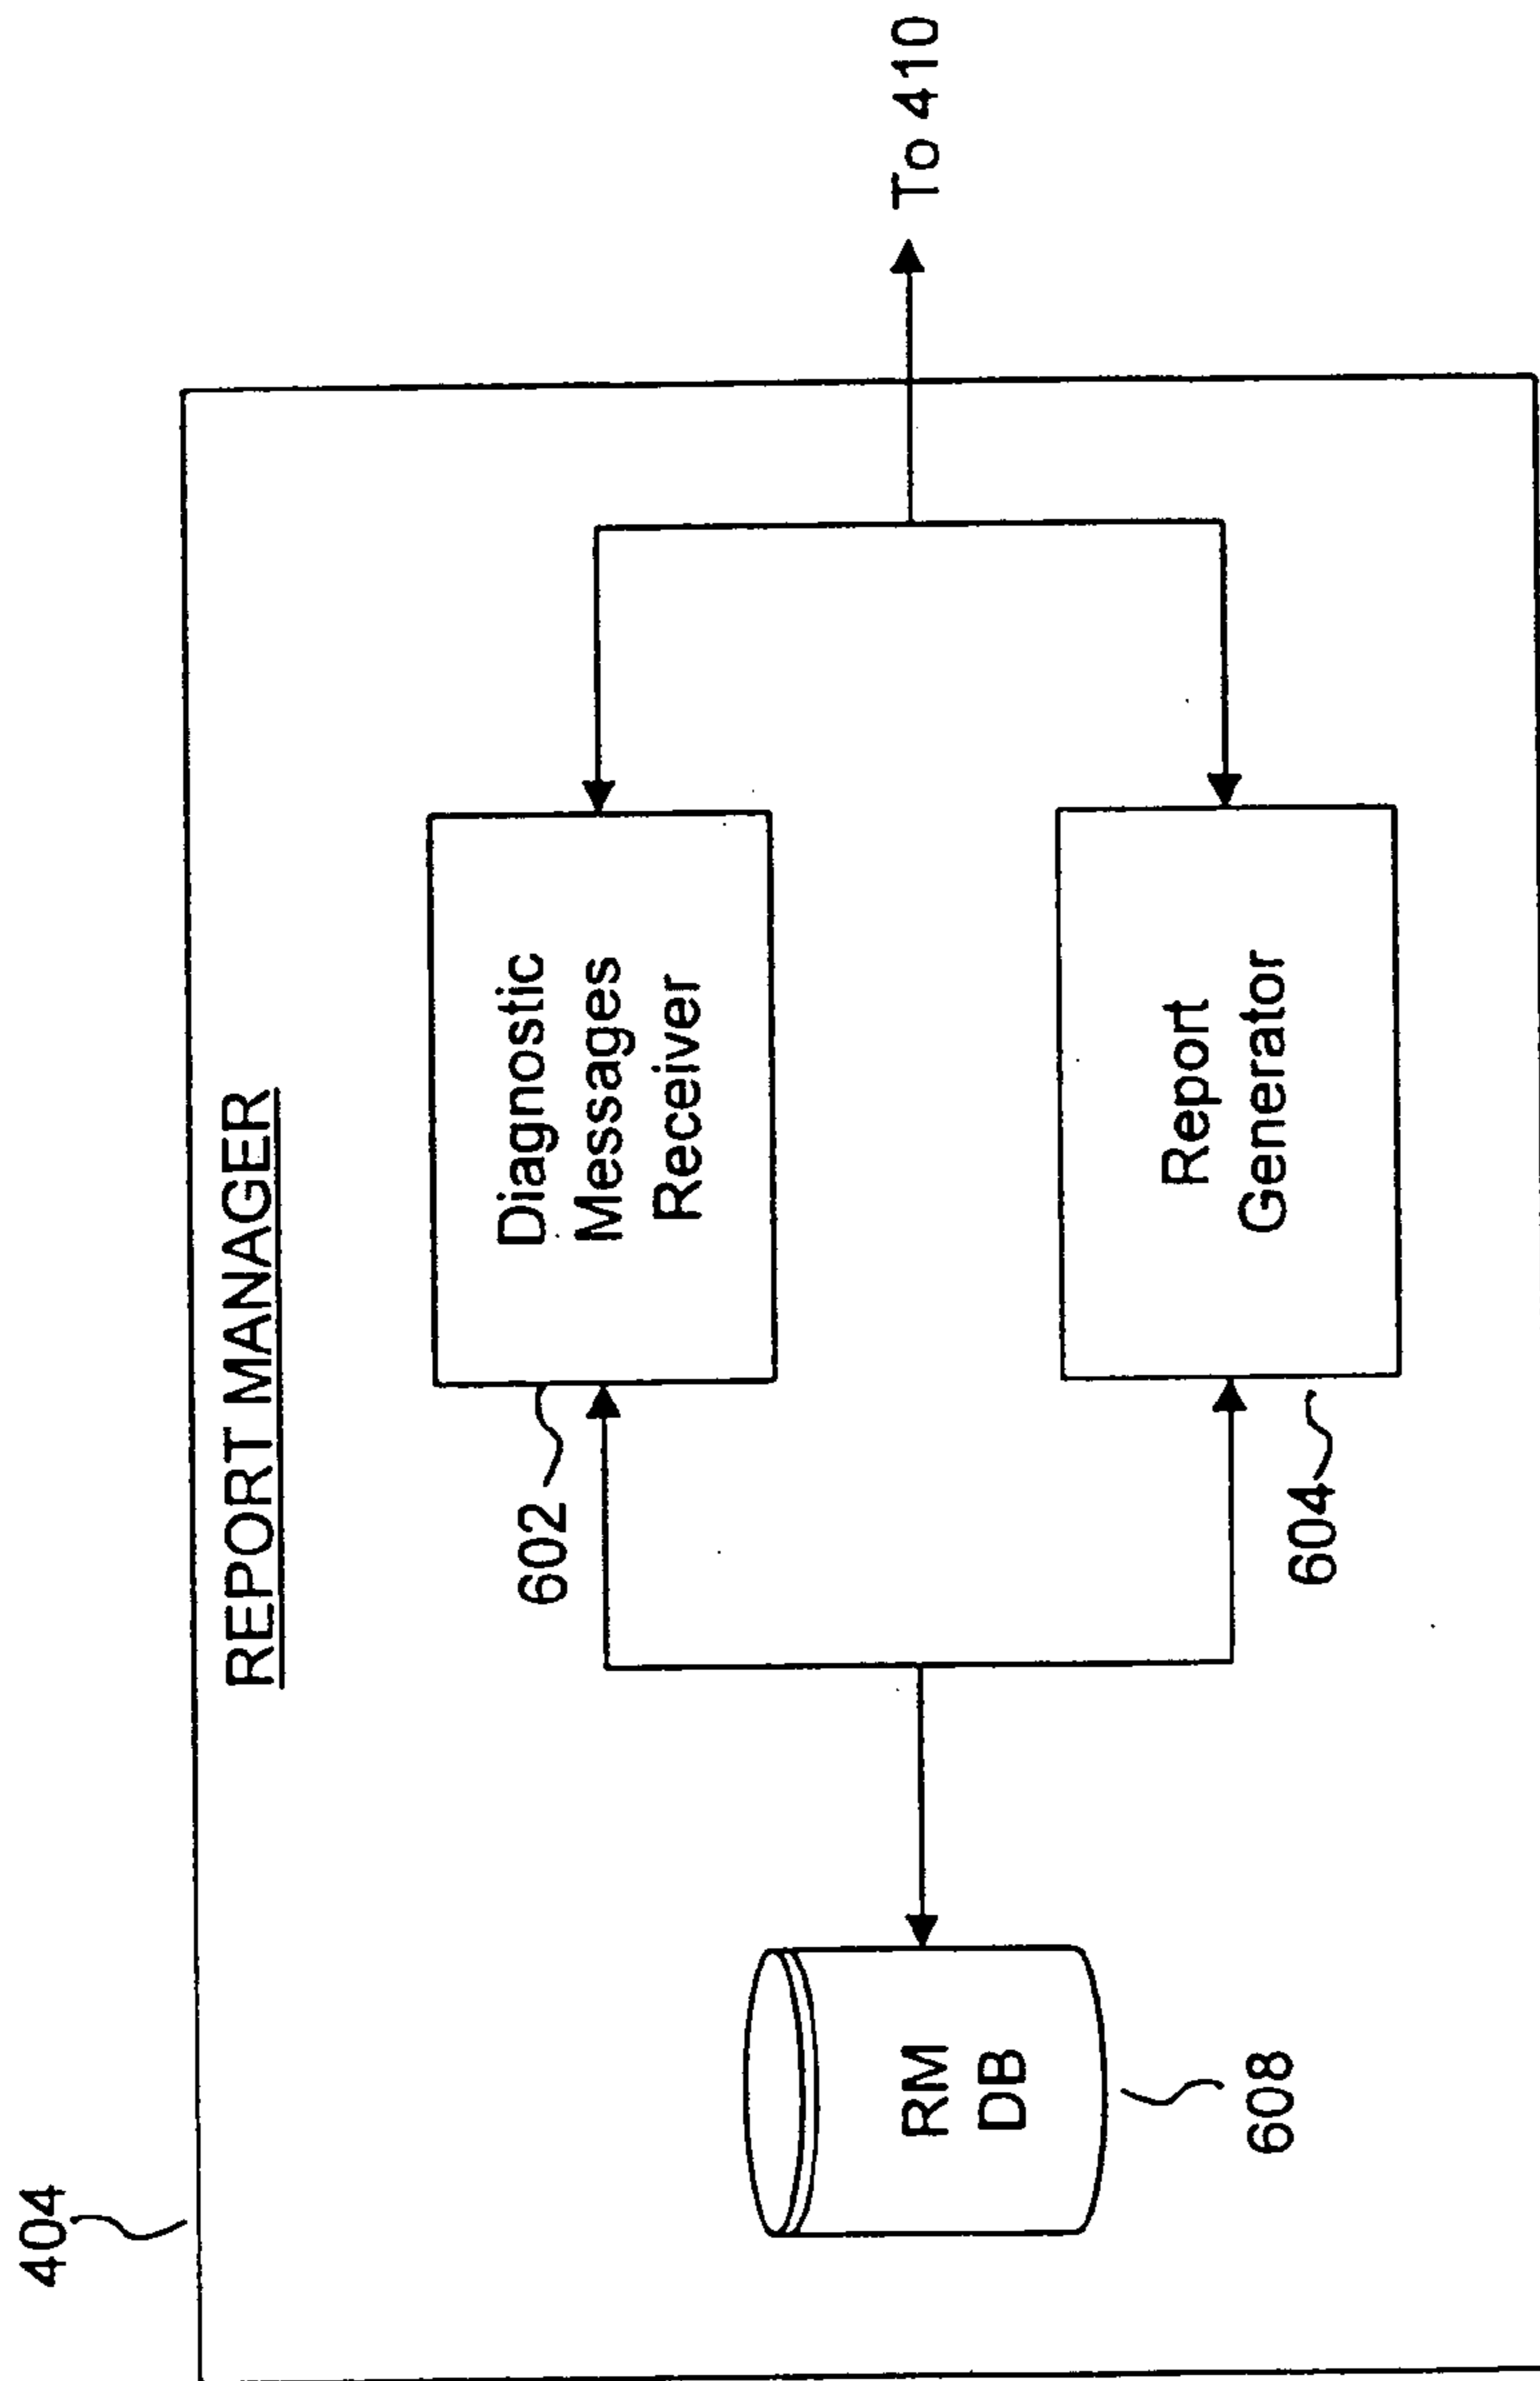 404
REPORT MANAGER
602
Diagnostic
Messages
Receiver
To 410
RM
DB
608
604
Report
Generator